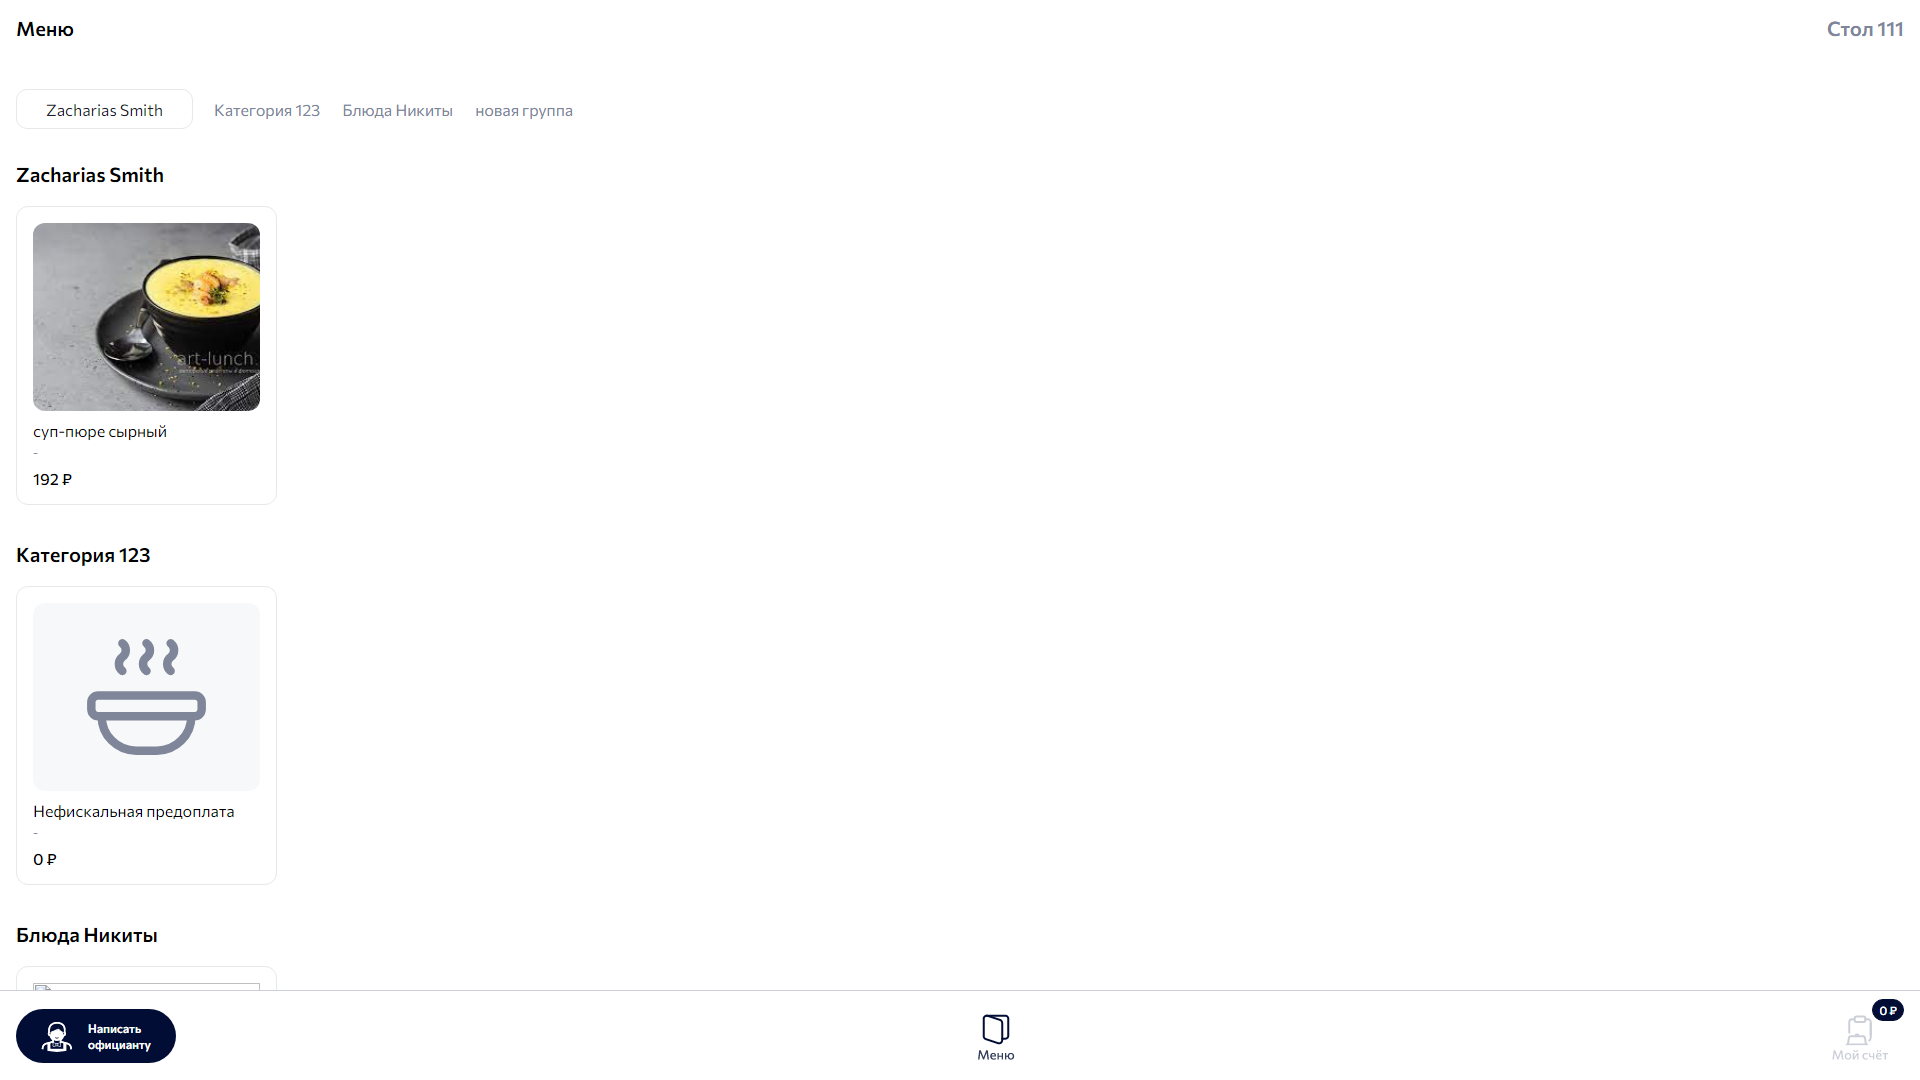 Меню
Стол 111
Zacharias Smith
Категория 123
Блюда Никиты
новая группа
Zacharias Smith
art-lunch.
суп-пюре сырный
-
192 ₽
Категория 123
Нефискальная предоплата
-
0 ₽
Блюда Никиты
Написать
официанту
Меню
0 ₽
Мой счёт